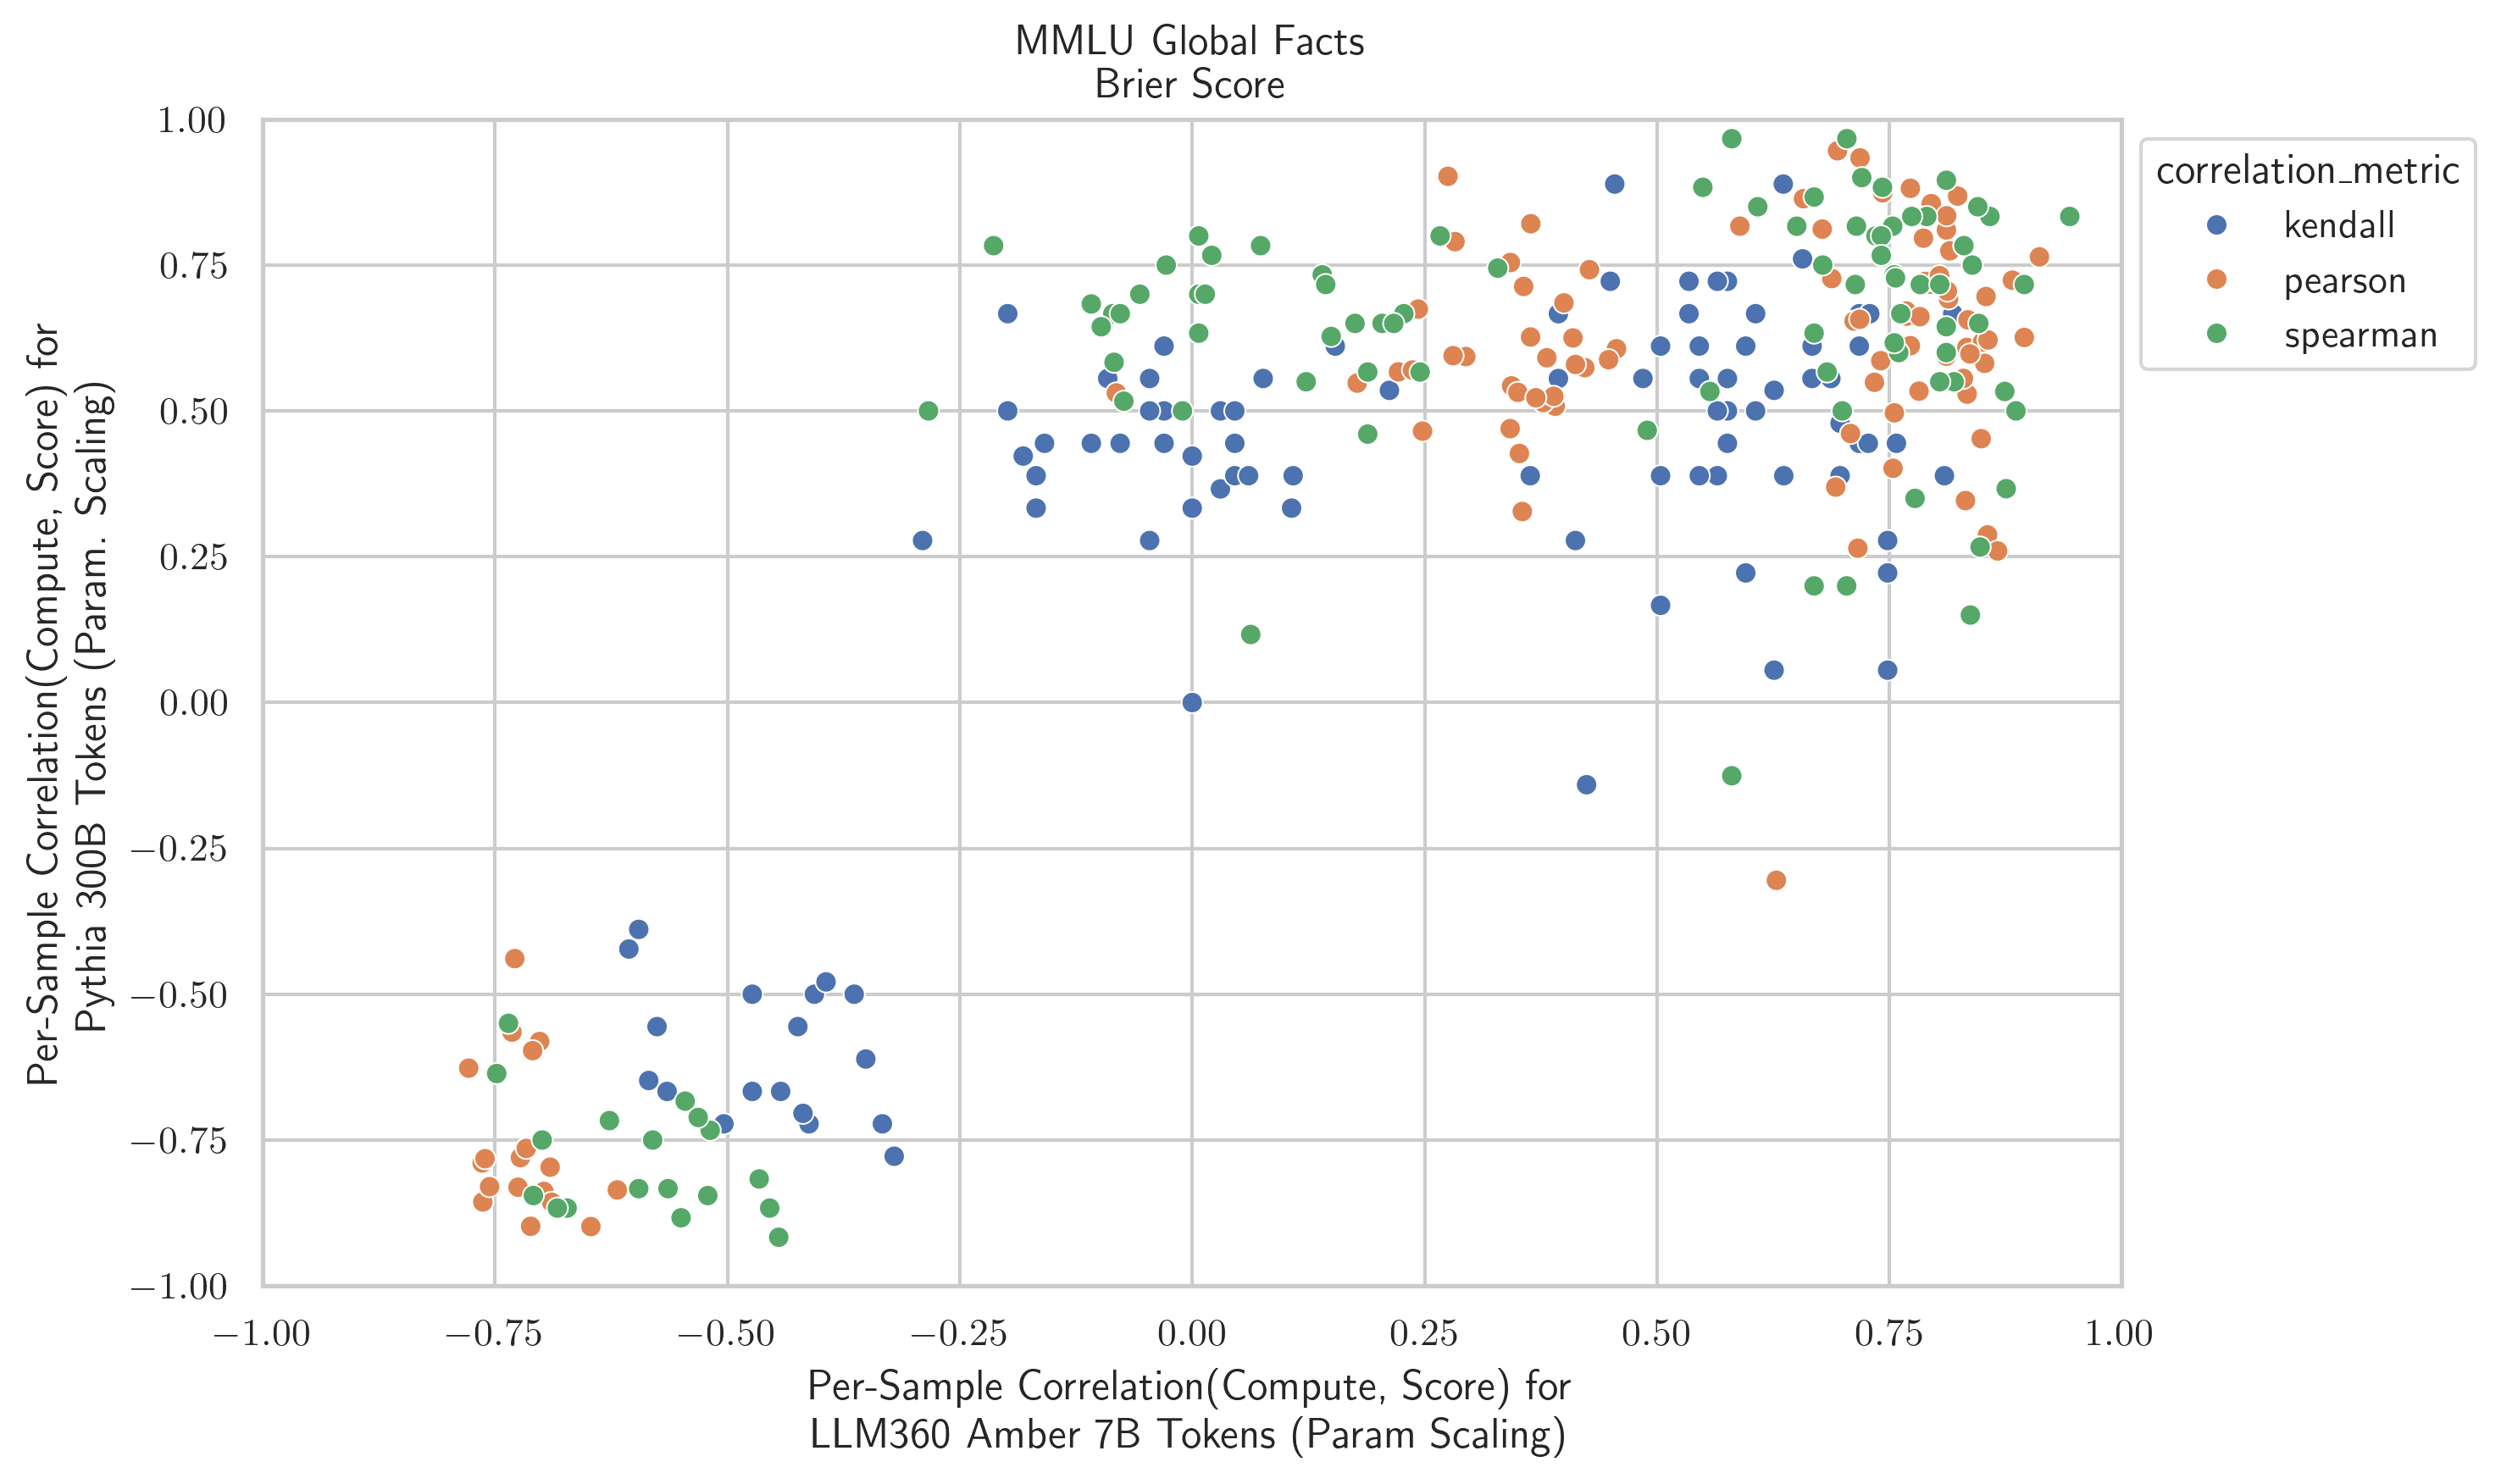 MMLU Global Facts
Brier Score
Per-Sample Correlation(Compute, Score) for
Pythia 300B Tokens (Param. Scaling)
1.00
0.75
0.50
0.25
0.00
−0.25
−0.50
−0.75
−1.00
−1.00 −0.75 −0.50 −0.25 0.00 0.25 0.50 0.75 1.00
Per-Sample Correlation(Compute, Score) for
LLM360 Amber 7B Tokens (Param Scaling)
correlation_metric
kendall
pearson
spearman